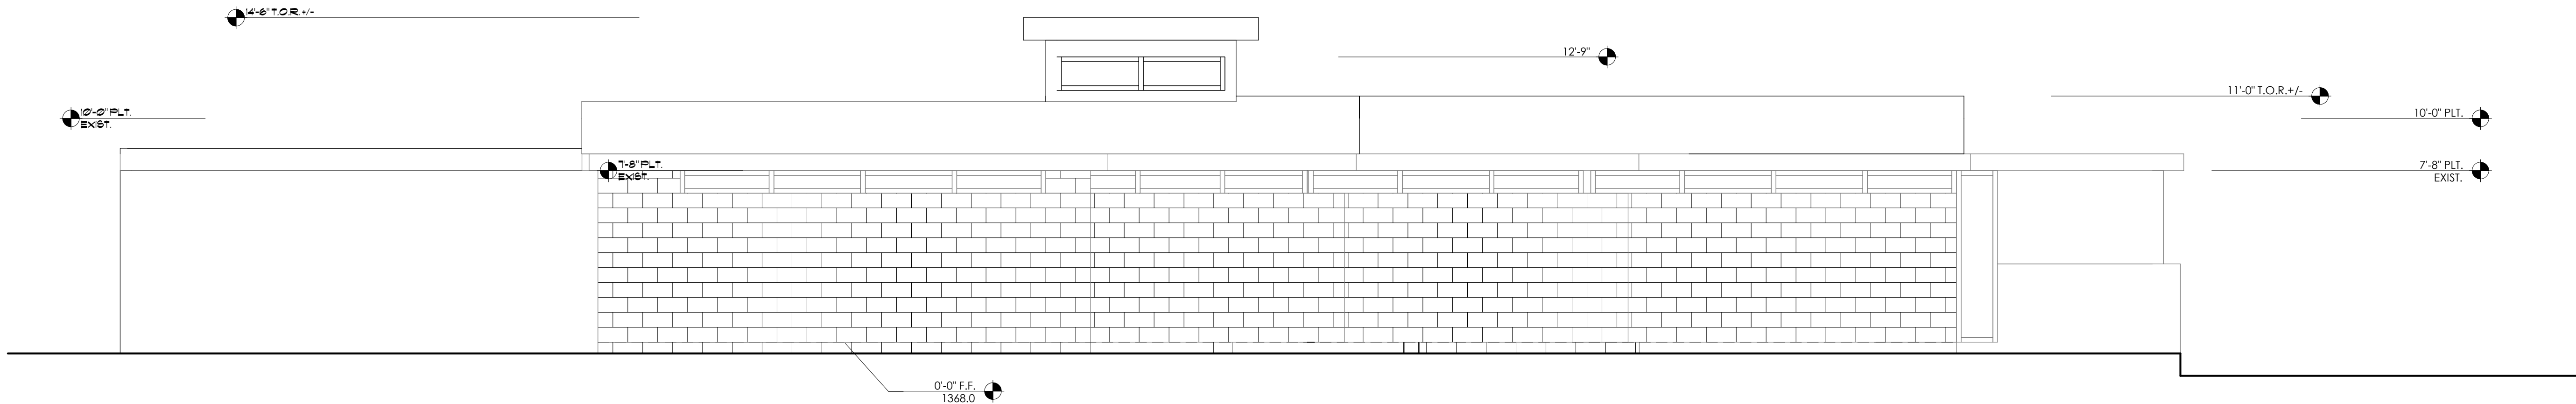 14'-6" T.O.R. +/-
12'-9"
11'-0" T.O.R.+/-
10'-0" PLT.
EXIST.
10'-0" PLT.
7'-8" PLT.
EXIST.
7'-8" PLT.
EXIST.
0'-0" F.F.
1368.0